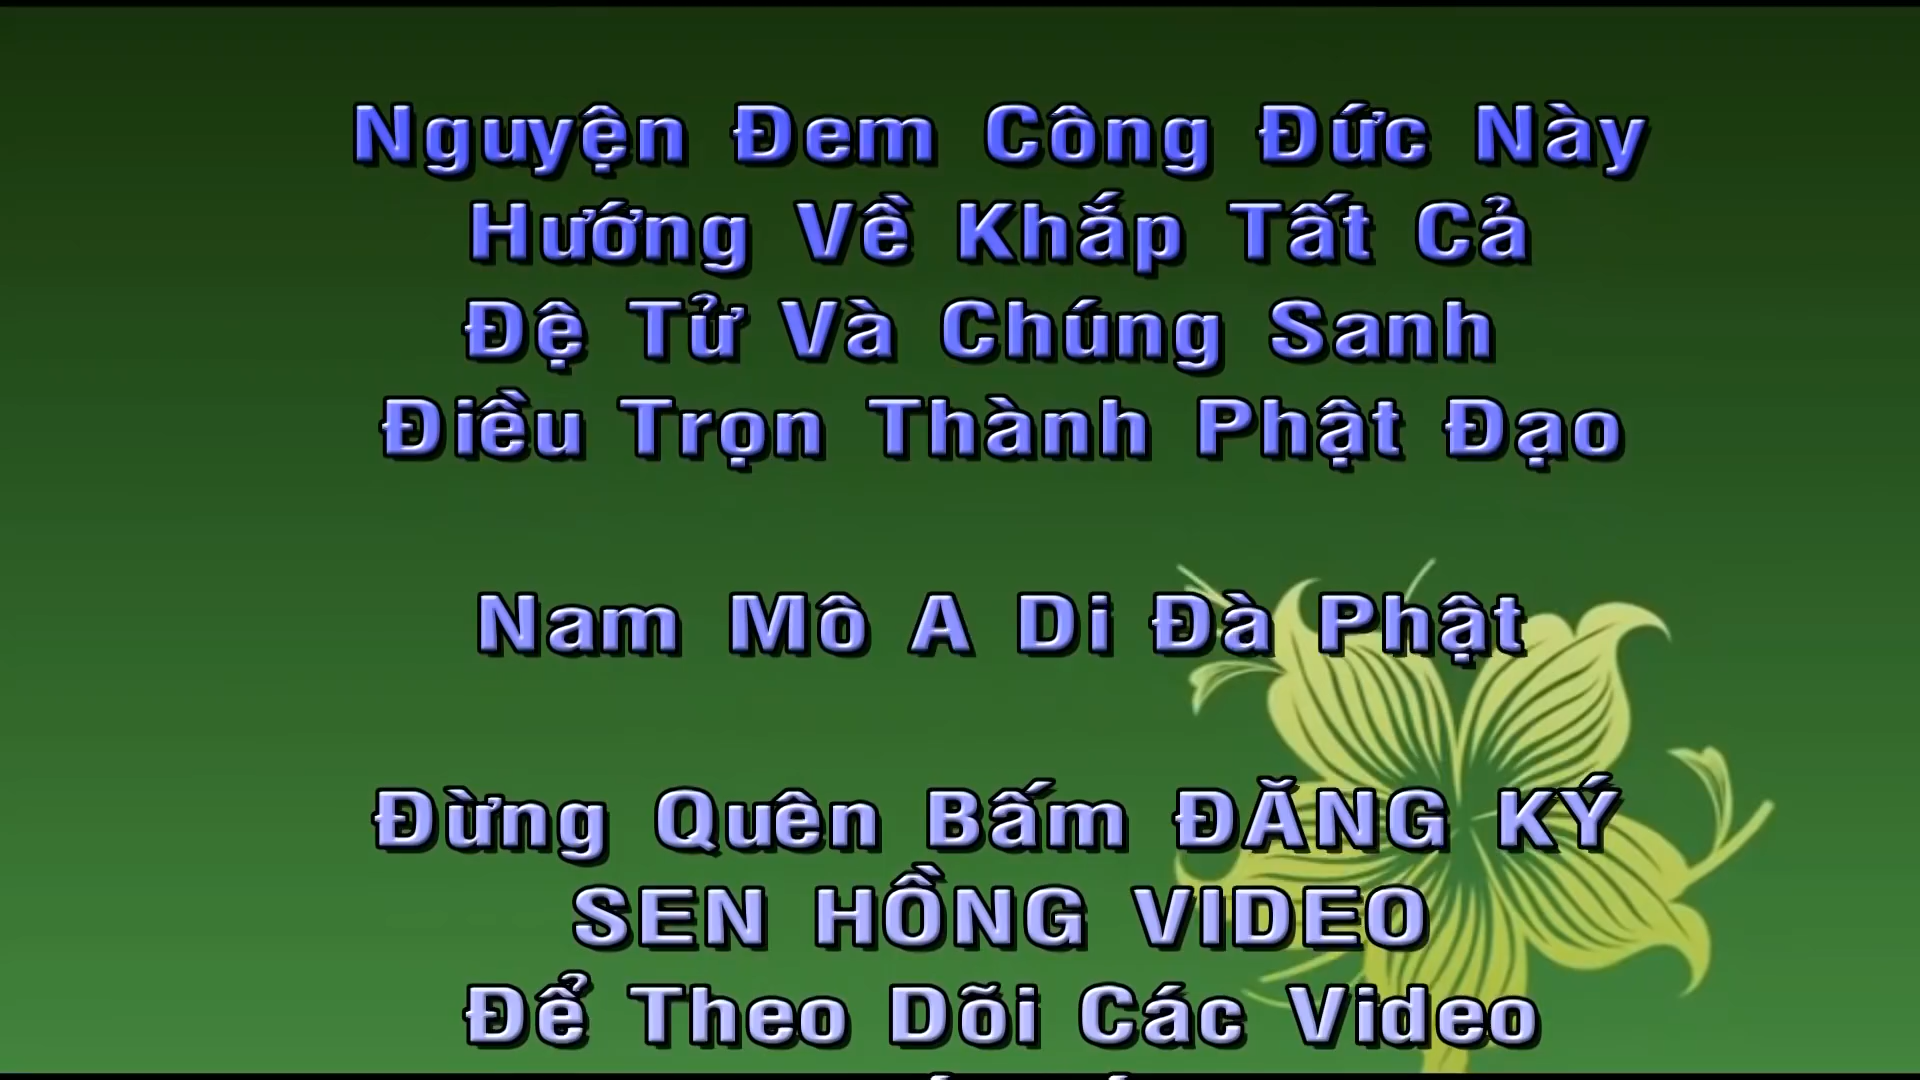 Nguyện Đem Công Đức Này
Hướng Về Khắp Tất Cả
Đệ Tử Và Chúng Sanh
Điều Trọn Thành Phật Đạo
Nam Mô A Di Đà Phật
Đừng Quên Bấm ĐĂNG KÝ
SEN HỒNG VIDEO
Để Theo Dõi Các Video